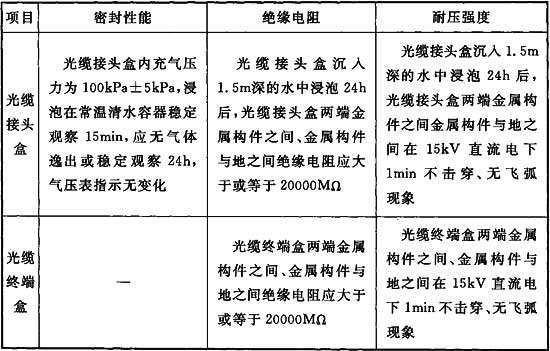 项目 密封性能 绝缘电阻 耐压强度
光缆接头盒
光缆接头盒内充气压
力为100kPa±5kPa,浸
泡在常温清水容器稳定
观察15min,应无气体
逸出或稳定观察24h,
气压表指示无变化
光缆接头盒沉入
1.5m深的水中浸泡24h
后,光缆接头盒两端金
属构件之间、金属构件
与地之间绝缘电阻应大
于或等于20000MΩ
光缆接头盒沉入1.5m
深的水中浸泡24h后,
光缆接头盒两端金属构
件之间金属构件与地之
间在15kV直流电下
1min不击穿、无飞弧
现象
光缆终端盒
—
光缆终端盒两端金属
构件之间、金属构件与
地之间绝缘电阻应大于
或等于20000MΩ
光缆终端盒两端金属
构件之间、金属构件与
地之间在15kV直流电
下1min不击穿、无飞弧
现象